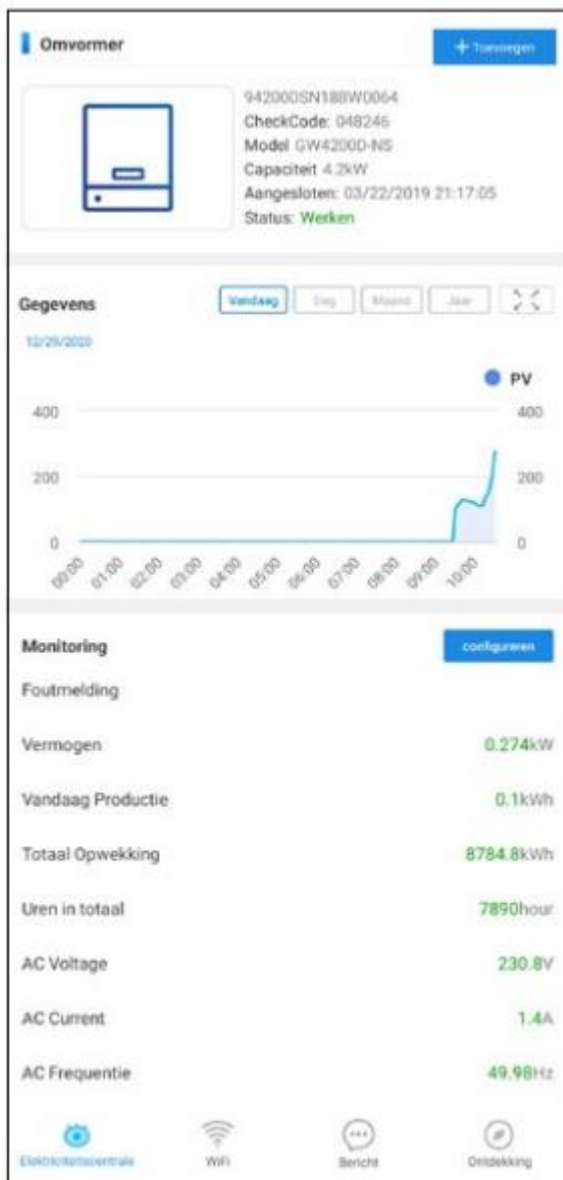 Omvormer
+ Toevoegen
94200DSN188W0064
CheckCode: 048246
Model GW4200D-NS
Capaciteit 4.2kW
Aangesloten: 03/22/2019 21:17:05
Status: Werken
Gegevens
Vandaag Dag Maand Jaar
12/29/2020
PV
400 400
200 200
0 0
00:00 01:00 02:00 03:00 04:00 05:00 06:00 07:00 08:00 09:00 10:00
Monitoring
configureren
Foutmelding
Vermogen 0.274kW
Vandaag Productie 0.1kWh
Totaal Opwekking 8784.8kWh
Uren in totaal 7890hour
AC Voltage 230.8V
AC Current 1.4A
AC Frequentie 49.98Hz
Elektriciteitscentrale WiFi Bericht Ontdekking